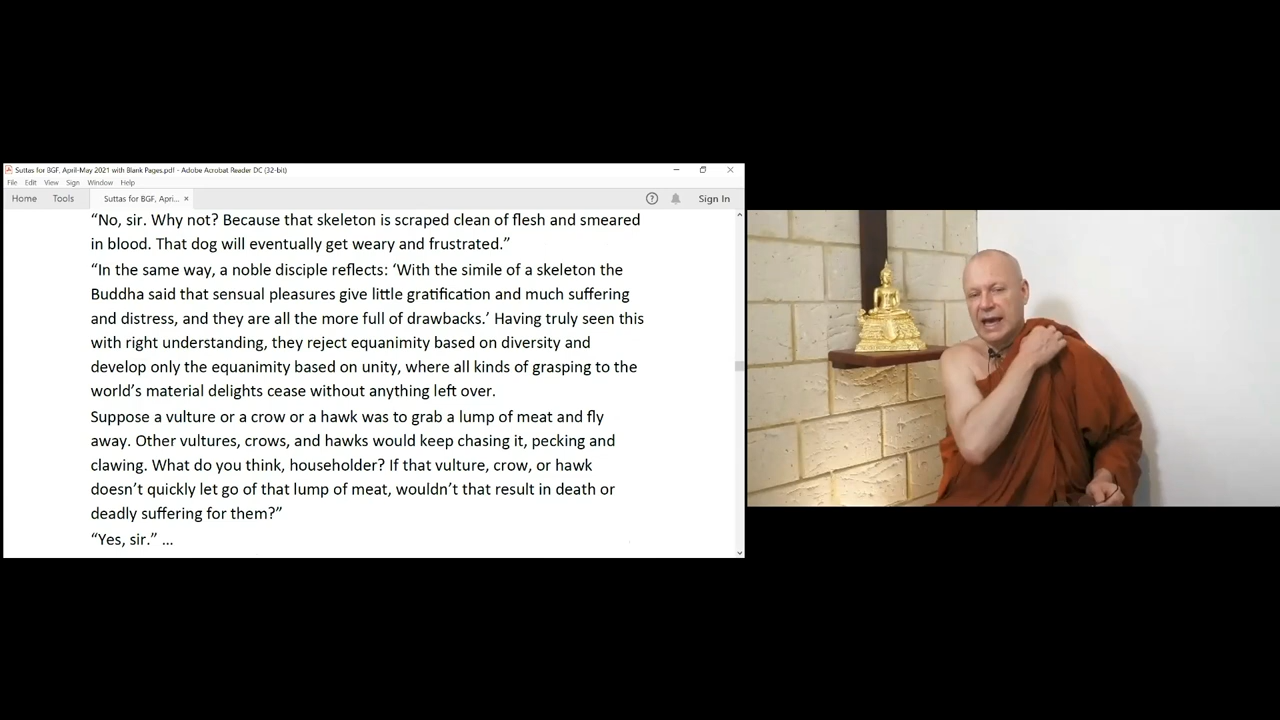 Suttas for BGF, April-May 2021 with Blank Pages.pdf - Adobe Acrobat Reader DC (32-bit)
File Edit View Sign Window Help
Home Tools Suttas for BGF, Apri... × Sign In
“No, sir. Why not? Because that skeleton is scraped clean of flesh and smeared
in blood. That dog will eventually get weary and frustrated.”
“In the same way, a noble disciple reflects: ‘With the simile of a skeleton the
Buddha said that sensual pleasures give little gratification and much suffering
and distress, and they are all the more full of drawbacks.’ Having truly seen this
with right understanding, they reject equanimity based on diversity and
develop only the equanimity based on unity, where all kinds of grasping to the
world’s material delights cease without anything left over.
Suppose a vulture or a crow or a hawk was to grab a lump of meat and fly
away. Other vultures, crows, and hawks would keep chasing it, pecking and
clawing. What do you think, householder? If that vulture, crow, or hawk
doesn’t quickly let go of that lump of meat, wouldn’t that result in death or
deadly suffering for them?”
“Yes, sir.” ...